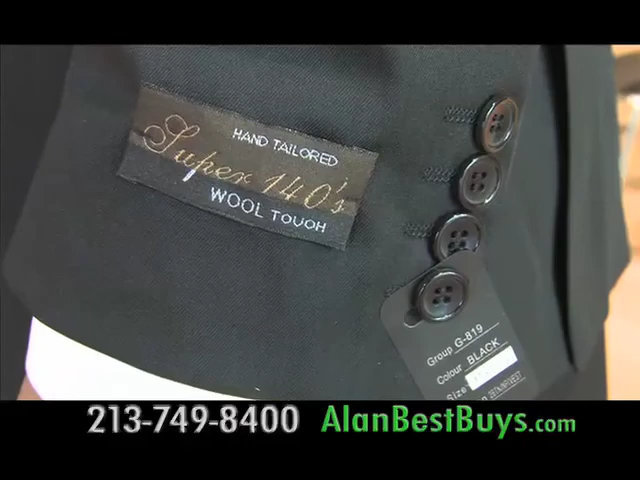 HAND TAILORED
Super 140's
WOOL TOUCH
Group G-819
Colour BLACK
Size
213-749-8400 AlanBestBuys.com